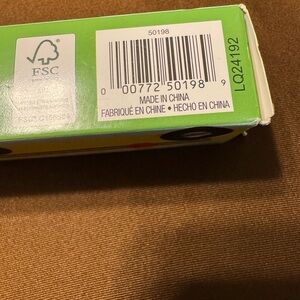 50198
FSC
0 00772 50198 9
MADE IN CHINA
FABRIQUÉ EN CHINE • HECHO EN CHINA
LQ24192